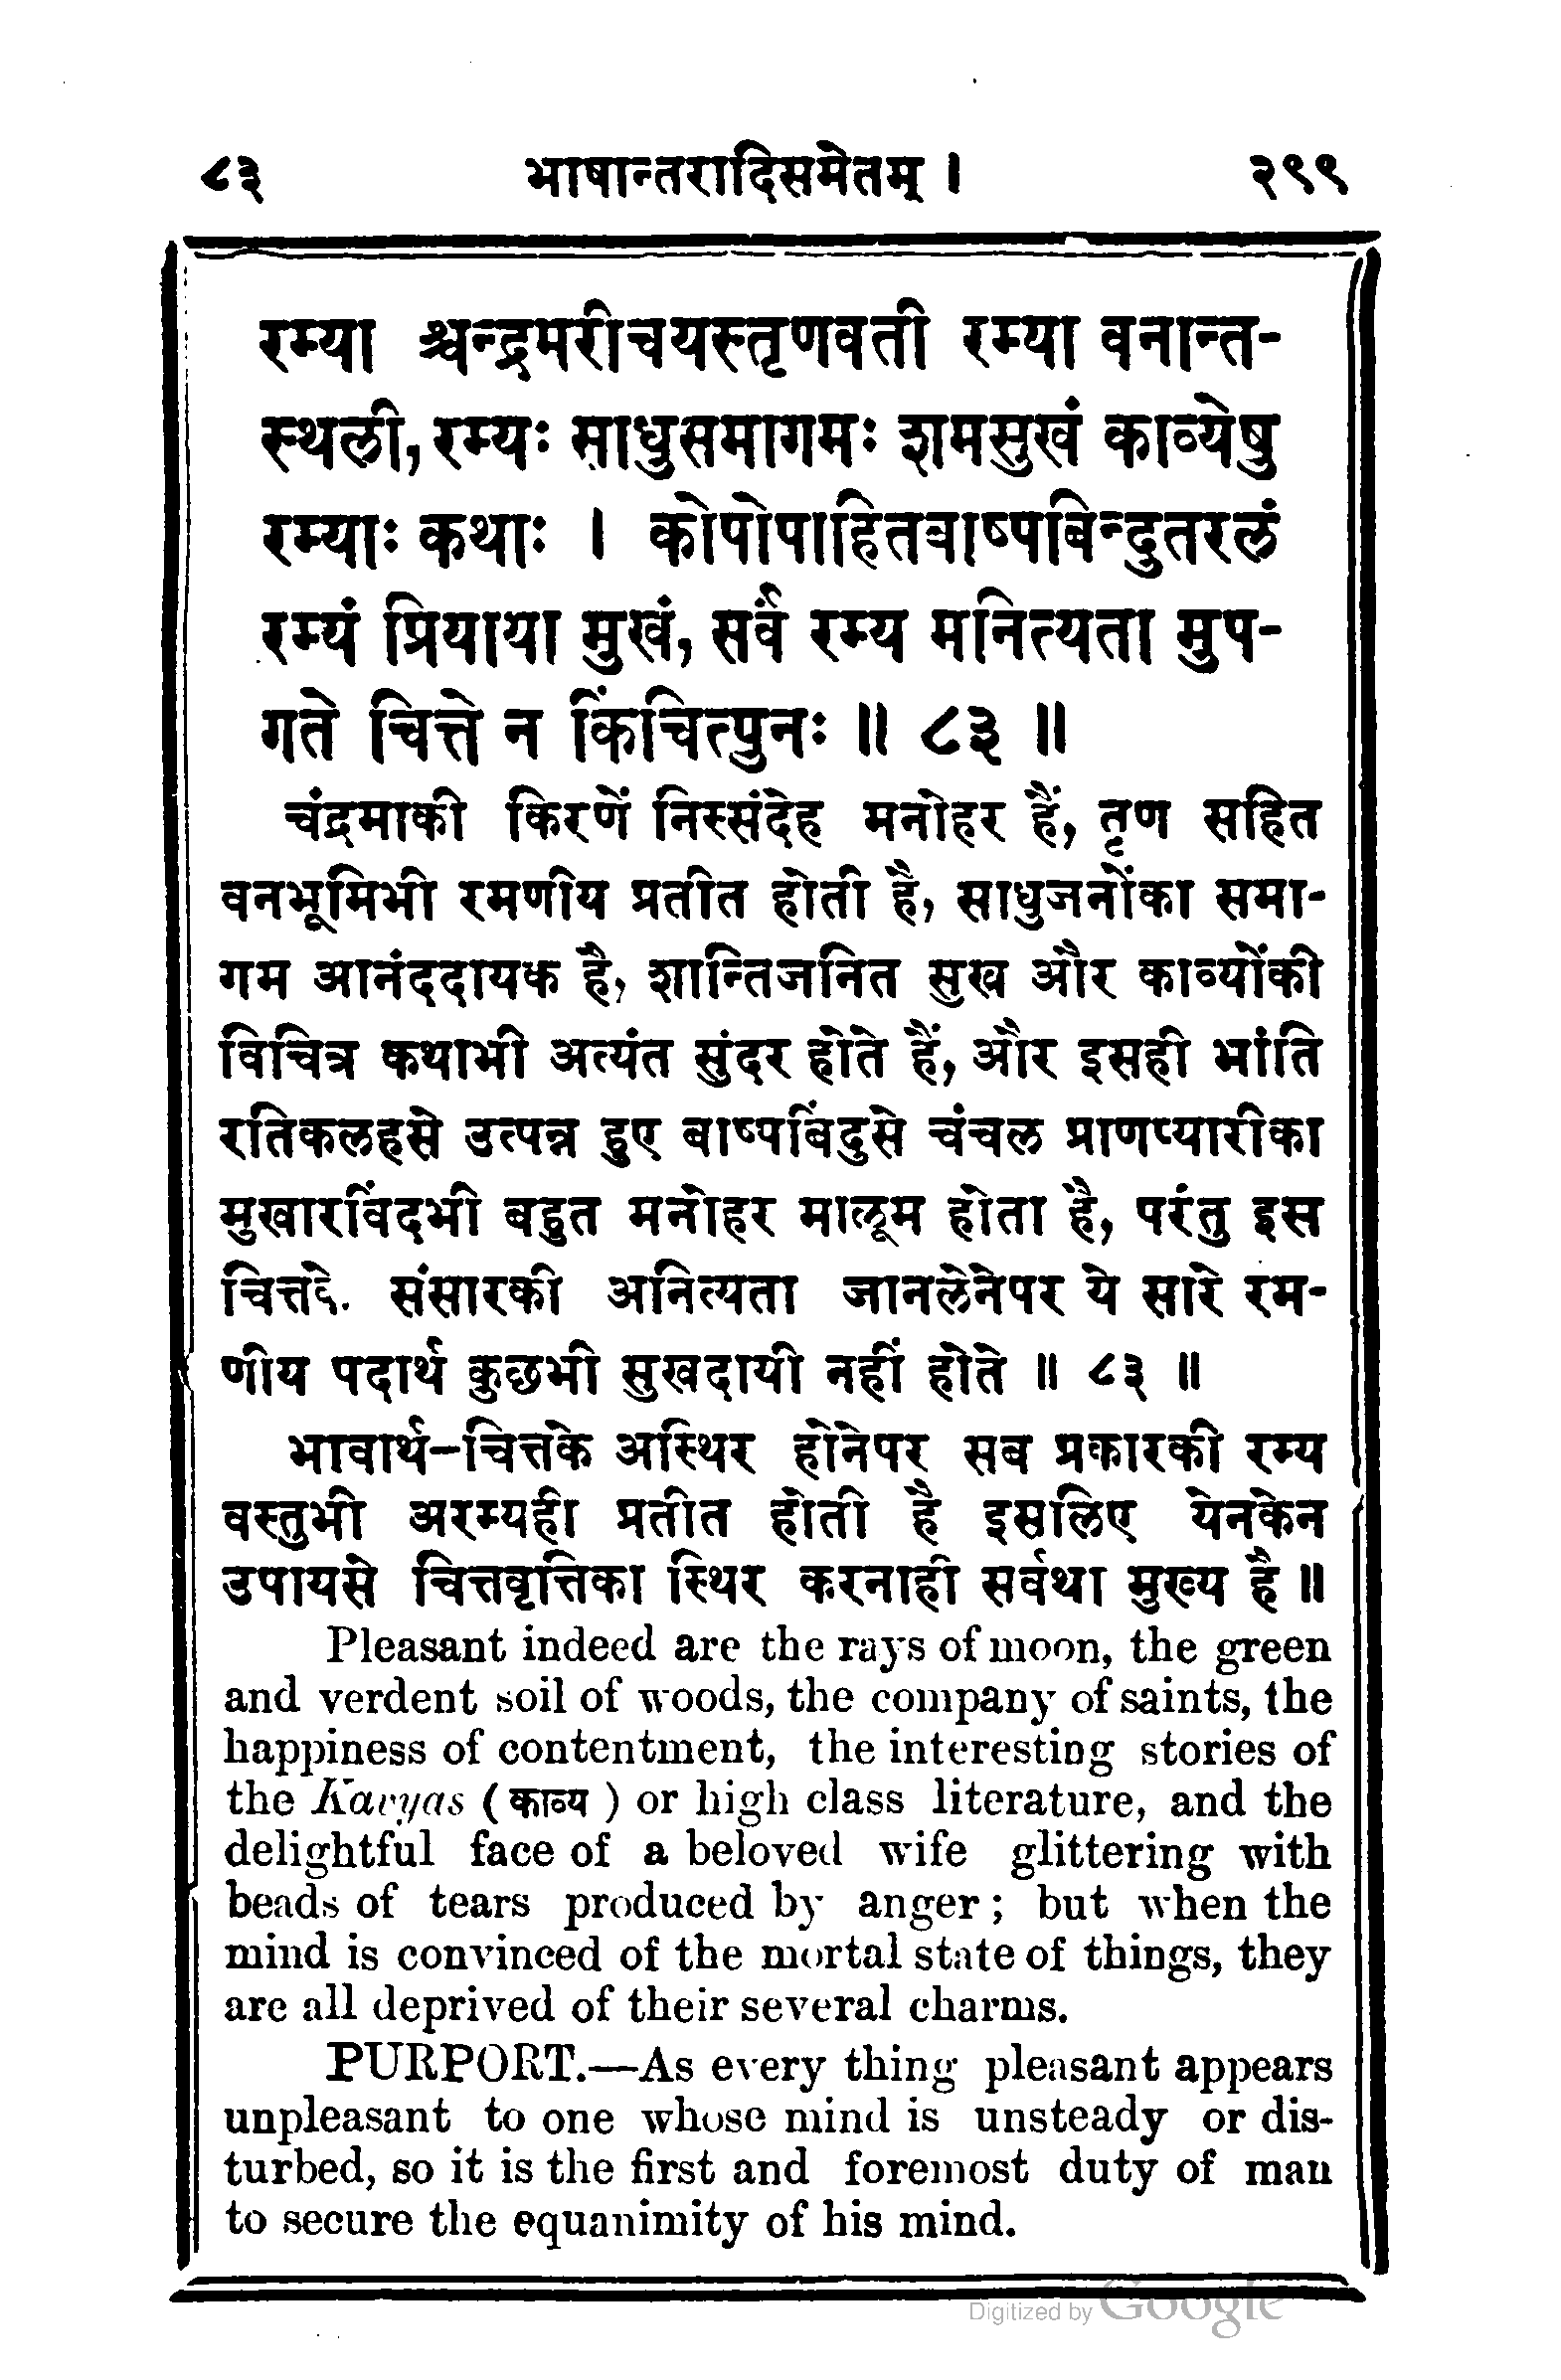 ८३ भाषान्तरादिसमेतम् । २९९
रम्या श्चन्द्रमरीचयस्तृणवती रम्या वनान्त-
स्थली, रम्यः साधुसमागमः शमसुखं काव्येषु
रम्याः कथाः । कोपोपाहितबाष्पबिन्दुतरलं
रम्यं प्रियाया मुखं, सर्वं रम्य मनित्यता मुप-
गते चित्ते न किंचित्पुनः ॥ ८३ ॥
चंद्रमाकी किरणें निस्संदेह मनोहर हैं, तृण सहित
वनभूमिभी रमणीय प्रतीत होती है, साधुजनोंका समा-
गम आनंददायक है, शान्तिजनित सुख और काव्योंकी
विचित्र कथाभी अत्यंत सुंदर होते हैं, और इसही भांति
रतिकलहसे उत्पन्न हुए बाष्पबिंदुसे चंचल प्राणप्यारीका
मुखारविंदभी बहुत मनोहर मालूम होता है, परंतु इस
संसारकी अनित्यता जानलेनेपर ये सारे रम-
णीय पदार्थ कुछभी सुखदायी नहीं होते ॥ ८३ ॥
भावार्थ-चित्तके अस्थिर होनेपर सब प्रकारकी रम्य
वस्तुभी अरम्यही प्रतीत होती है इसलिए येनकेन
उपायसे चित्तवृत्तिका स्थिर करनाही सर्वथा मुख्य है ॥
Pleasant indeed are the rays of moon, the green
and verdent soil of woods, the company of saints, the
happiness of contentment, the interesting stories of
the Kavyas ( काव्य ) or high class literature, and the
delightful face of a beloved wife glittering with
beads of tears produced by anger ; but when the
mind is convinced of the mortal state of things, they
are all deprived of their several charms.
PURPORT.—As every thing pleasant appears
unpleasant to one whose mind is unsteady or dis-
turbed, so it is the first and foremost duty of man
to secure the equanimity of his mind.
Digitized by Google